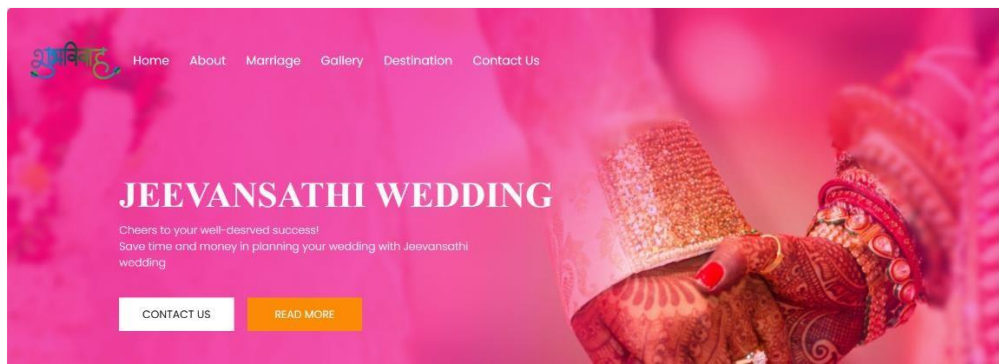 शुभविवाह
Home About Marriage Gallery Destination Contact Us
JEEVANSATHI WEDDING
Cheers to your well-desrved success!
Save time and money in planning your wedding with Jeevansathi
wedding
CONTACT US READ MORE